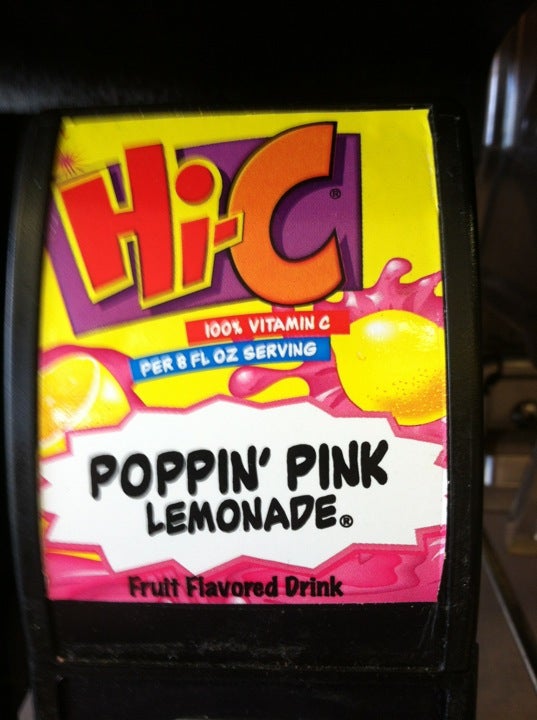 Hi-C®
100% VITAMIN C
PER 8 FL OZ SERVING
POPPIN' PINK
LEMONADE®
Fruit Flavored Drink